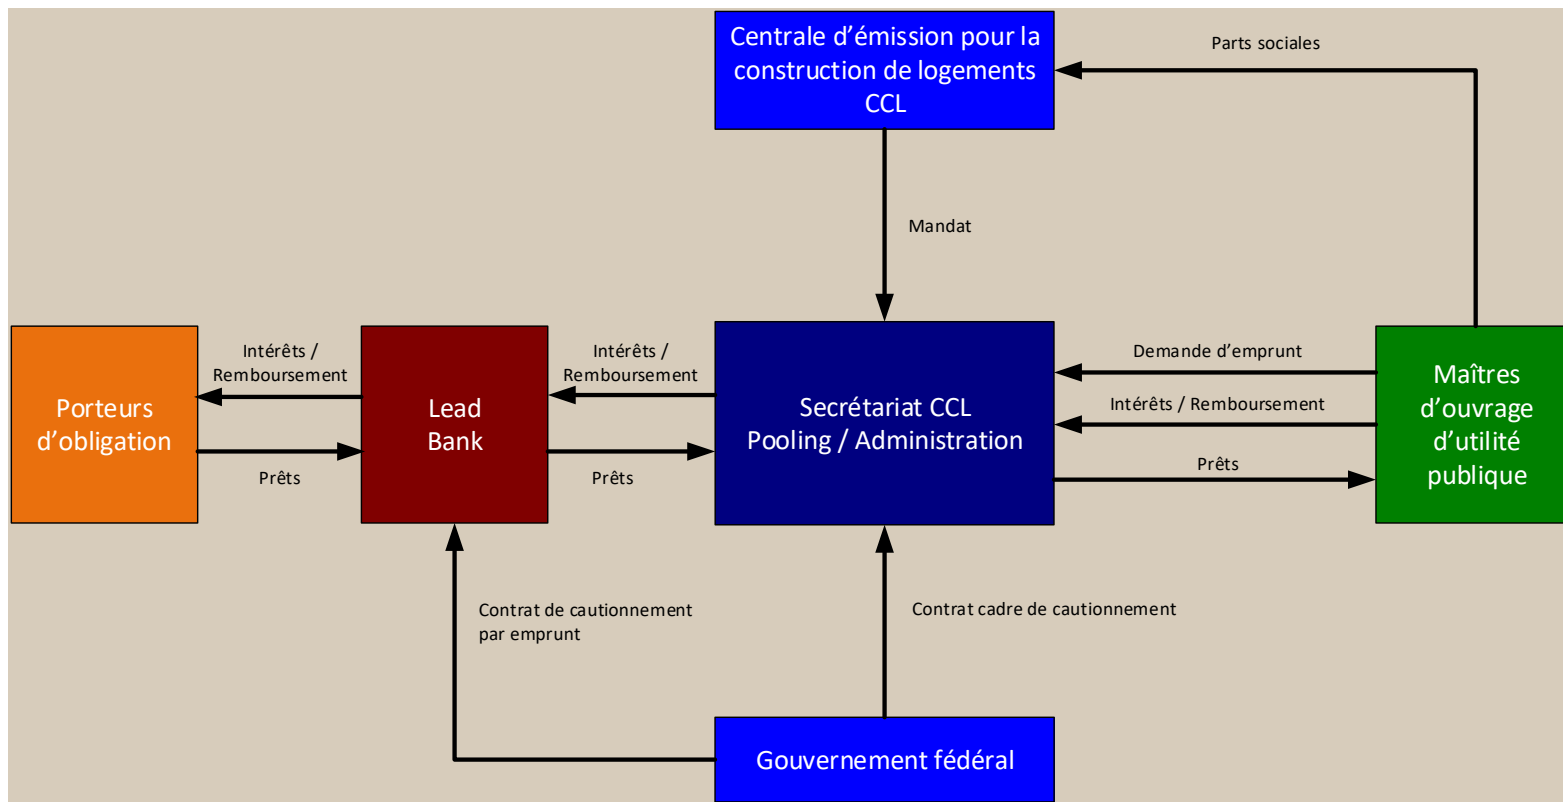 Centrale d’émission pour la
construction de logements
CCL
Parts sociales
Mandat
Porteurs
d’obligation
Intérêts /
Remboursement
Prêts
Lead
Bank
Intérêts /
Remboursement
Prêts
Secrétariat CCL
Pooling / Administration
Demande d’emprunt
Intérêts / Remboursement
Prêts
Maîtres
d’ouvrage
d’utilité
publique
Contrat de cautionnement
par emprunt
Contrat cadre de cautionnement
Gouvernement fédéral